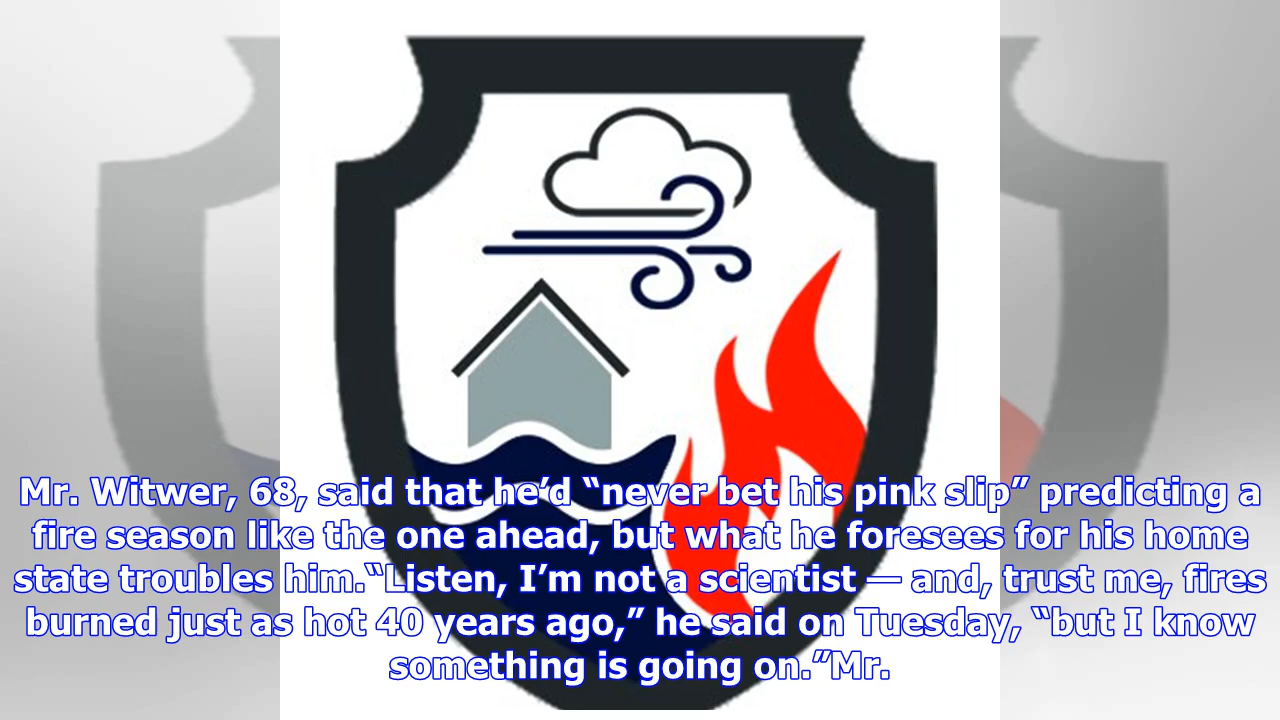 Mr. Witwer, 68, said that he’d “never bet his pink slip” predicting a
fire season like the one ahead, but what he foresees for his home
state troubles him.“Listen, I’m not a scientist — and, trust me, fires
burned just as hot 40 years ago,” he said on Tuesday, “but I know
something is going on.”Mr.